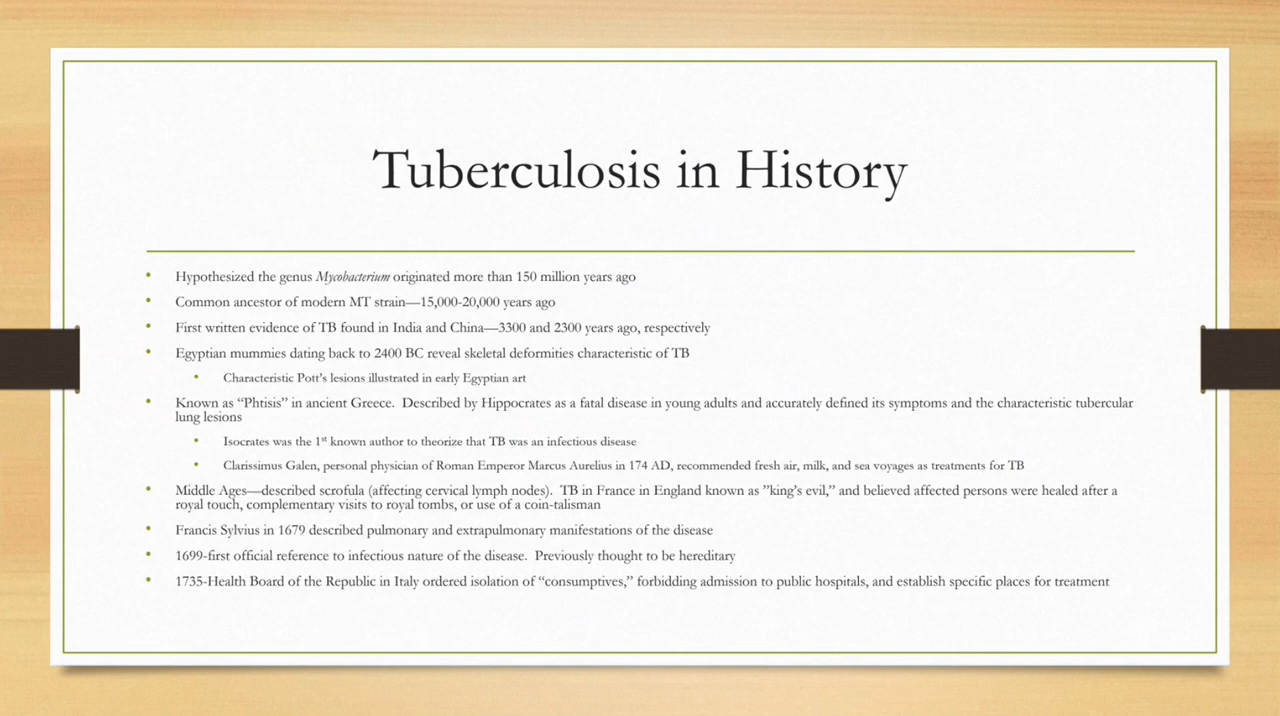 Tuberculosis in History
• Hypothesized the genus Mycobacterium originated more than 150 million years ago
• Common ancestor of modern MT strain—15,000-20,000 years ago
• First written evidence of TB found in India and China—3300 and 2300 years ago, respectively
• Egyptian mummies dating back to 2400 BC reveal skeletal deformities characteristic of TB
• Characteristic Pott's lesions illustrated in early Egyptian art
• Known as “Phtisis” in ancient Greece.  Described by Hippocrates as a fatal disease in young adults and accurately defined its symptoms and the characteristic tubercular
lung lesions
• Isocrates was the 1st known author to theorize that TB was an infectious disease
• Clarissimus Galen, personal physician of Roman Emperor Marcus Aurelius in 174 AD, recommended fresh air, milk, and sea voyages as treatments for TB
• Middle Ages—described scrofula (affecting cervical lymph nodes).  TB in France in England known as ”king's evil,” and believed affected persons were healed after a
royal touch, complementary visits to royal tombs, or use of a coin-talisman
• Francis Sylvius in 1679 described pulmonary and extrapulmonary manifestations of the disease
• 1699-first official reference to infectious nature of the disease.  Previously thought to be hereditary
• 1735-Health Board of the Republic in Italy ordered isolation of “consumptives,” forbidding admission to public hospitals, and establish specific places for treatment